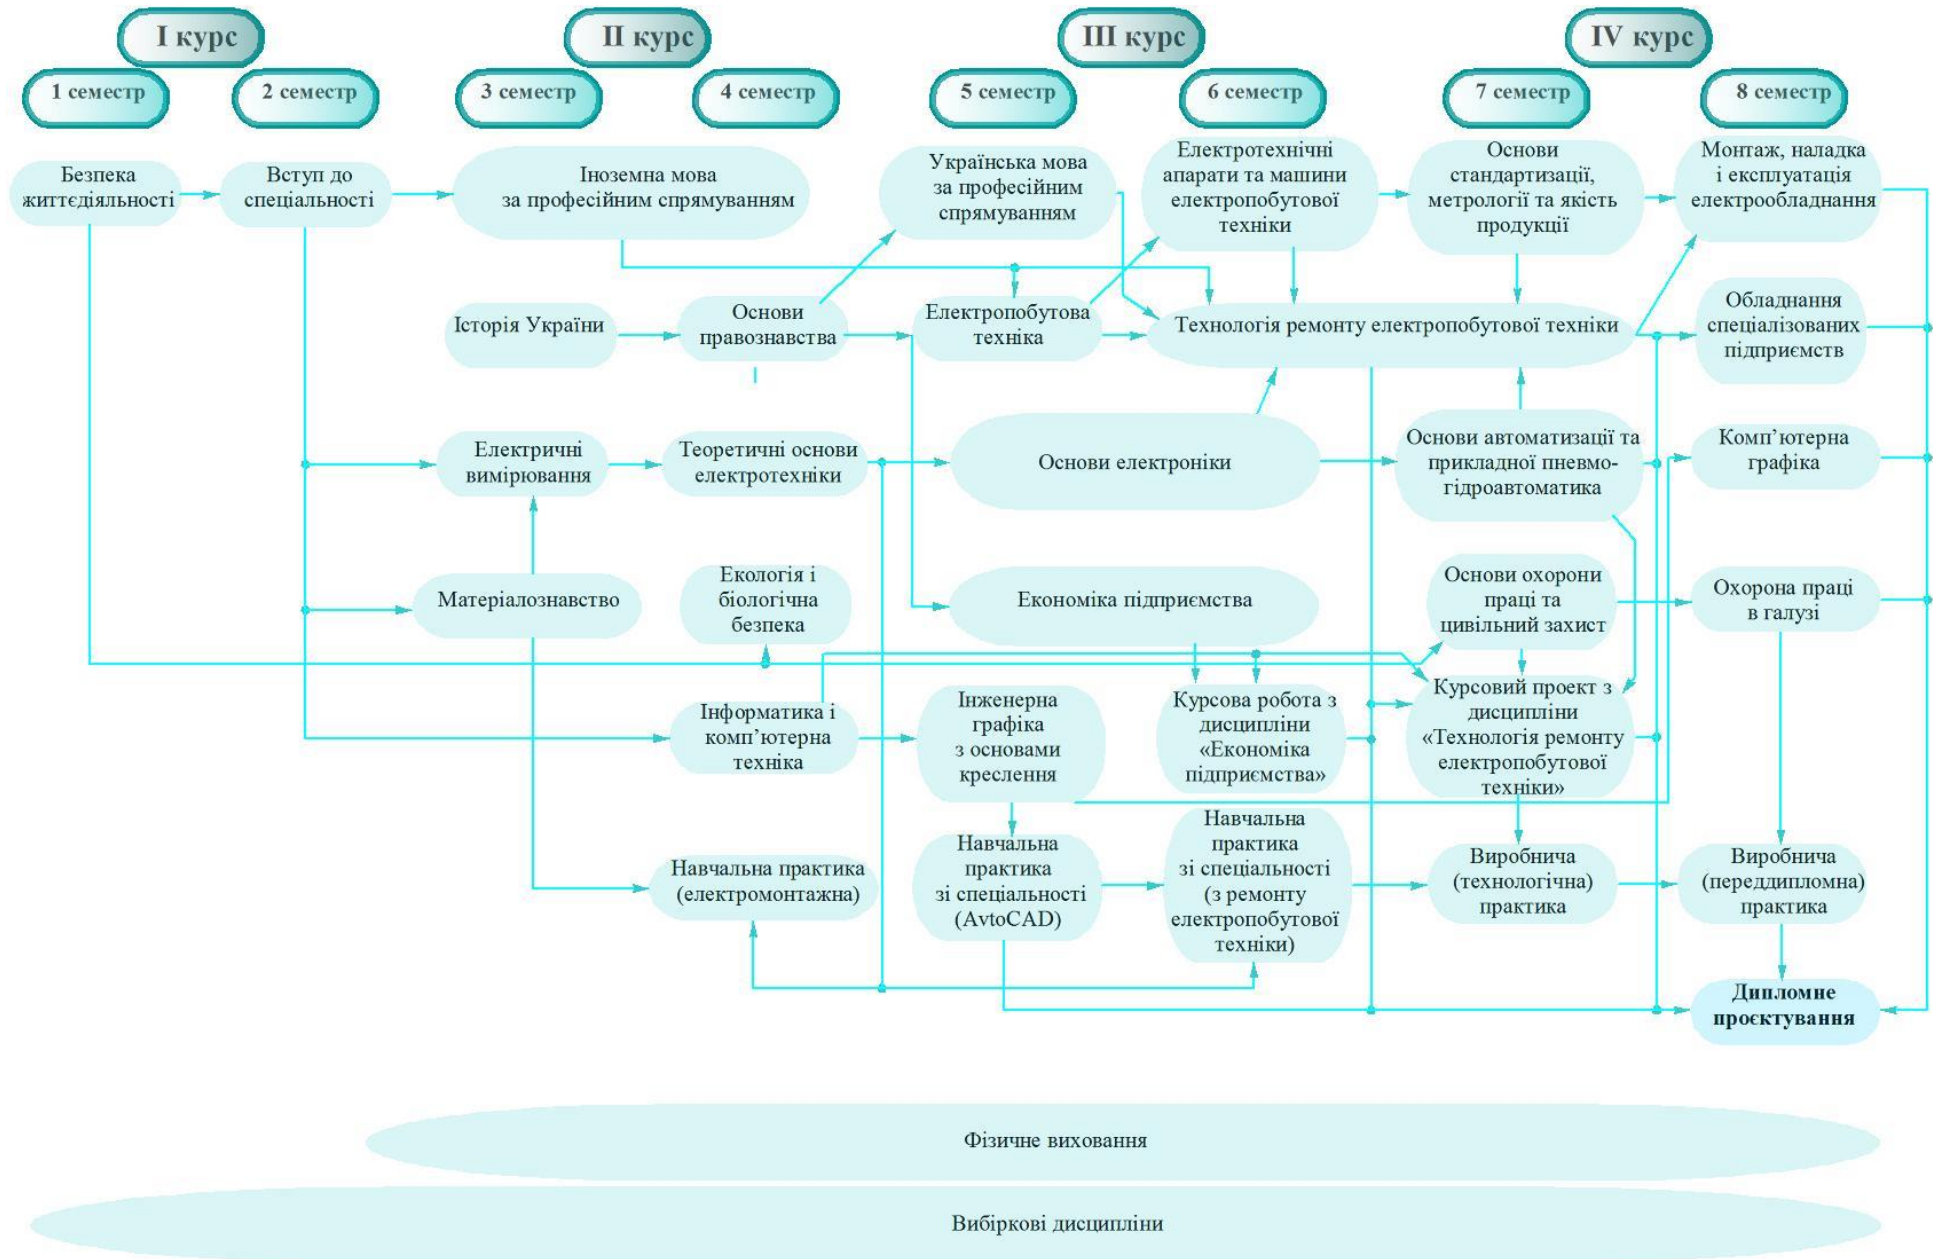 I курс
II курс
III курс
IV курс
1 семестр
2 семестр
3 семестр
4 семестр
5 семестр
6 семестр
7 семестр
8 семестр
Безпека
життєдіяльності
Вступ до
спеціальності
Іноземна мова
за професійним спрямуванням
Українська мова
за професійним
спрямуванням
Електротехнічні
апарати та машини
електропобутової
техніки
Основи
стандартизації,
метрології та якість
продукції
Монтаж, наладка
і експлуатація
електрообладнання
Історія України
Основи
правознавства
Електропобутова
техніка
Технологія ремонту електропобутової техніки
Обладнання
спеціалізованих
підприємств
Електричні
вимірювання
Теоретичні основи
електротехніки
Основи електроніки
Основи автоматизації та
прикладної пневмо-
гідроавтоматика
Комп’ютерна
графіка
Матеріалознавство
Екологія і
біологічна
безпека
Економіка підприємства
Основи охорони
праці та
цивільний захист
Охорона праці
в галузі
Інформатика і
комп’ютерна
техніка
Інженерна
графіка
з основами
креслення
Курсова робота з
дисципліни
«Економіка
підприємства»
Курсовий проект з
дисципліни
«Технологія ремонту
електропобутової
техніки»
Навчальна практика
(електромонтажна)
Навчальна
практика
зі спеціальності
(AvtoCAD)
Навчальна
практика
зі спеціальності
(з ремонту
електропобутової
техніки)
Виробнича
(технологічна)
практика
Виробнича
(переддипломна)
практика
Дипломне
проєктування
Фізичне виховання
Вибіркові дисципліни